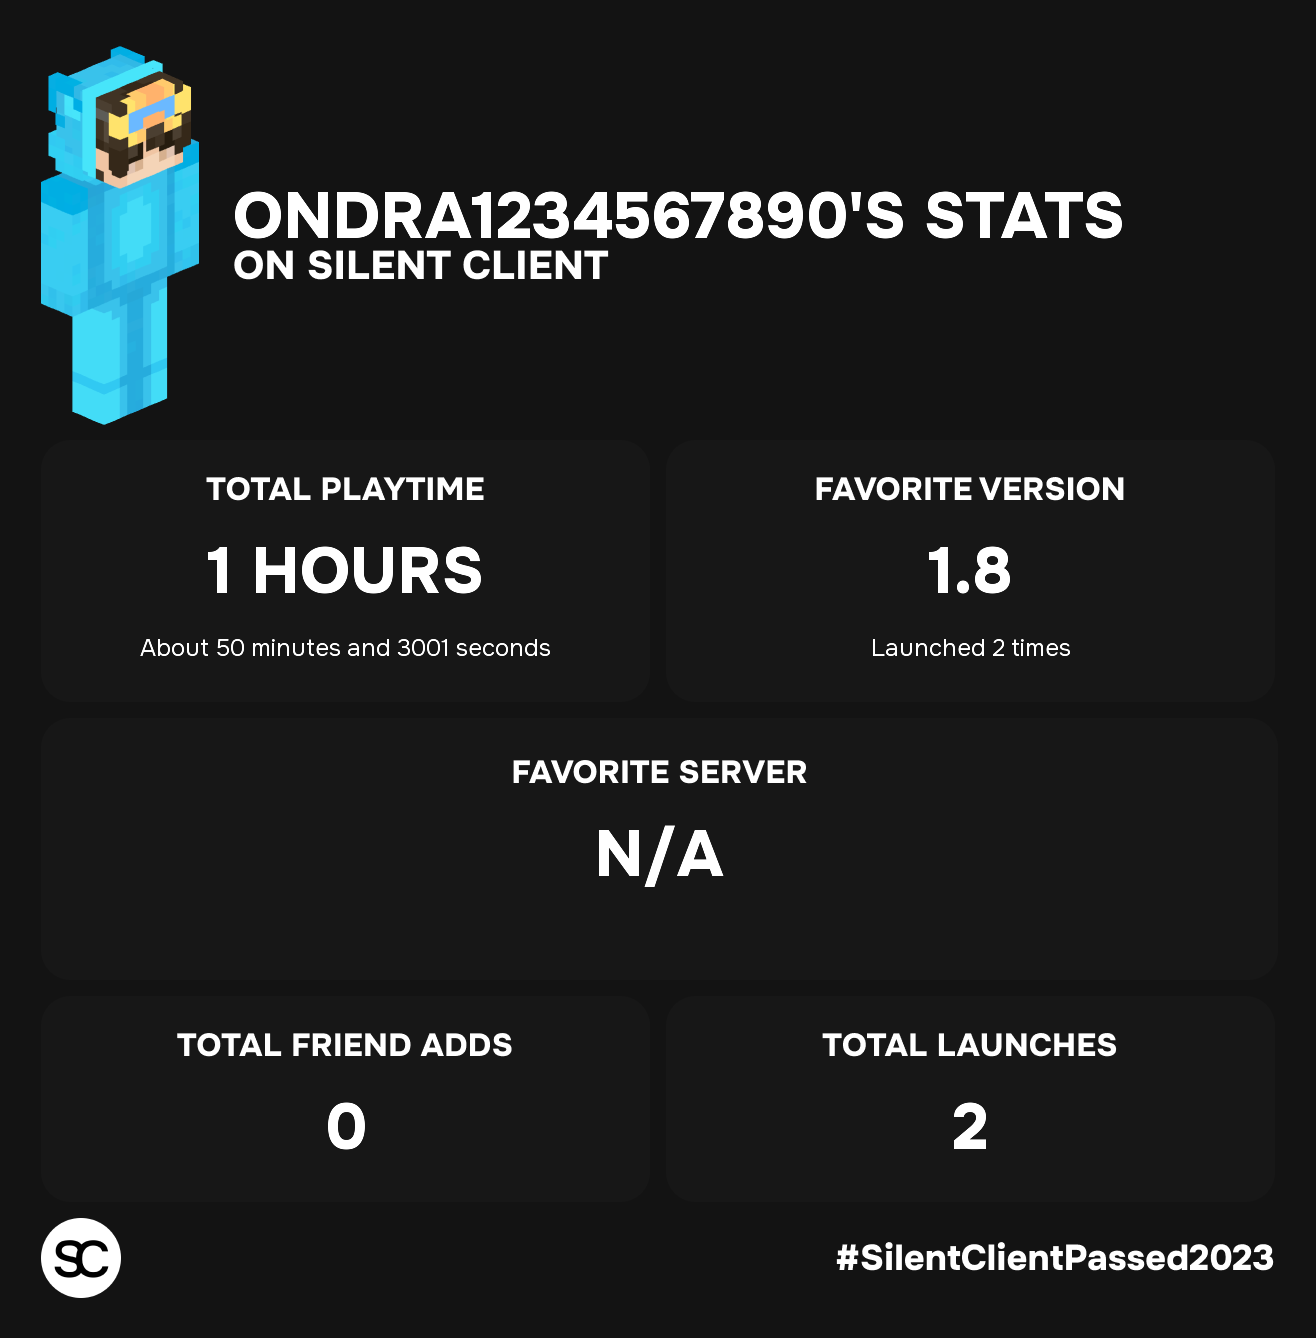 ONDRA1234567890'S STATS
ON SILENT CLIENT
TOTAL PLAYTIME
1 HOURS
About 50 minutes and 3001 seconds
FAVORITE VERSION
1.8
Launched 2 times
FAVORITE SERVER
N/A
TOTAL FRIEND ADDS
0
TOTAL LAUNCHES
2
SC
#SilentClientPassed2023